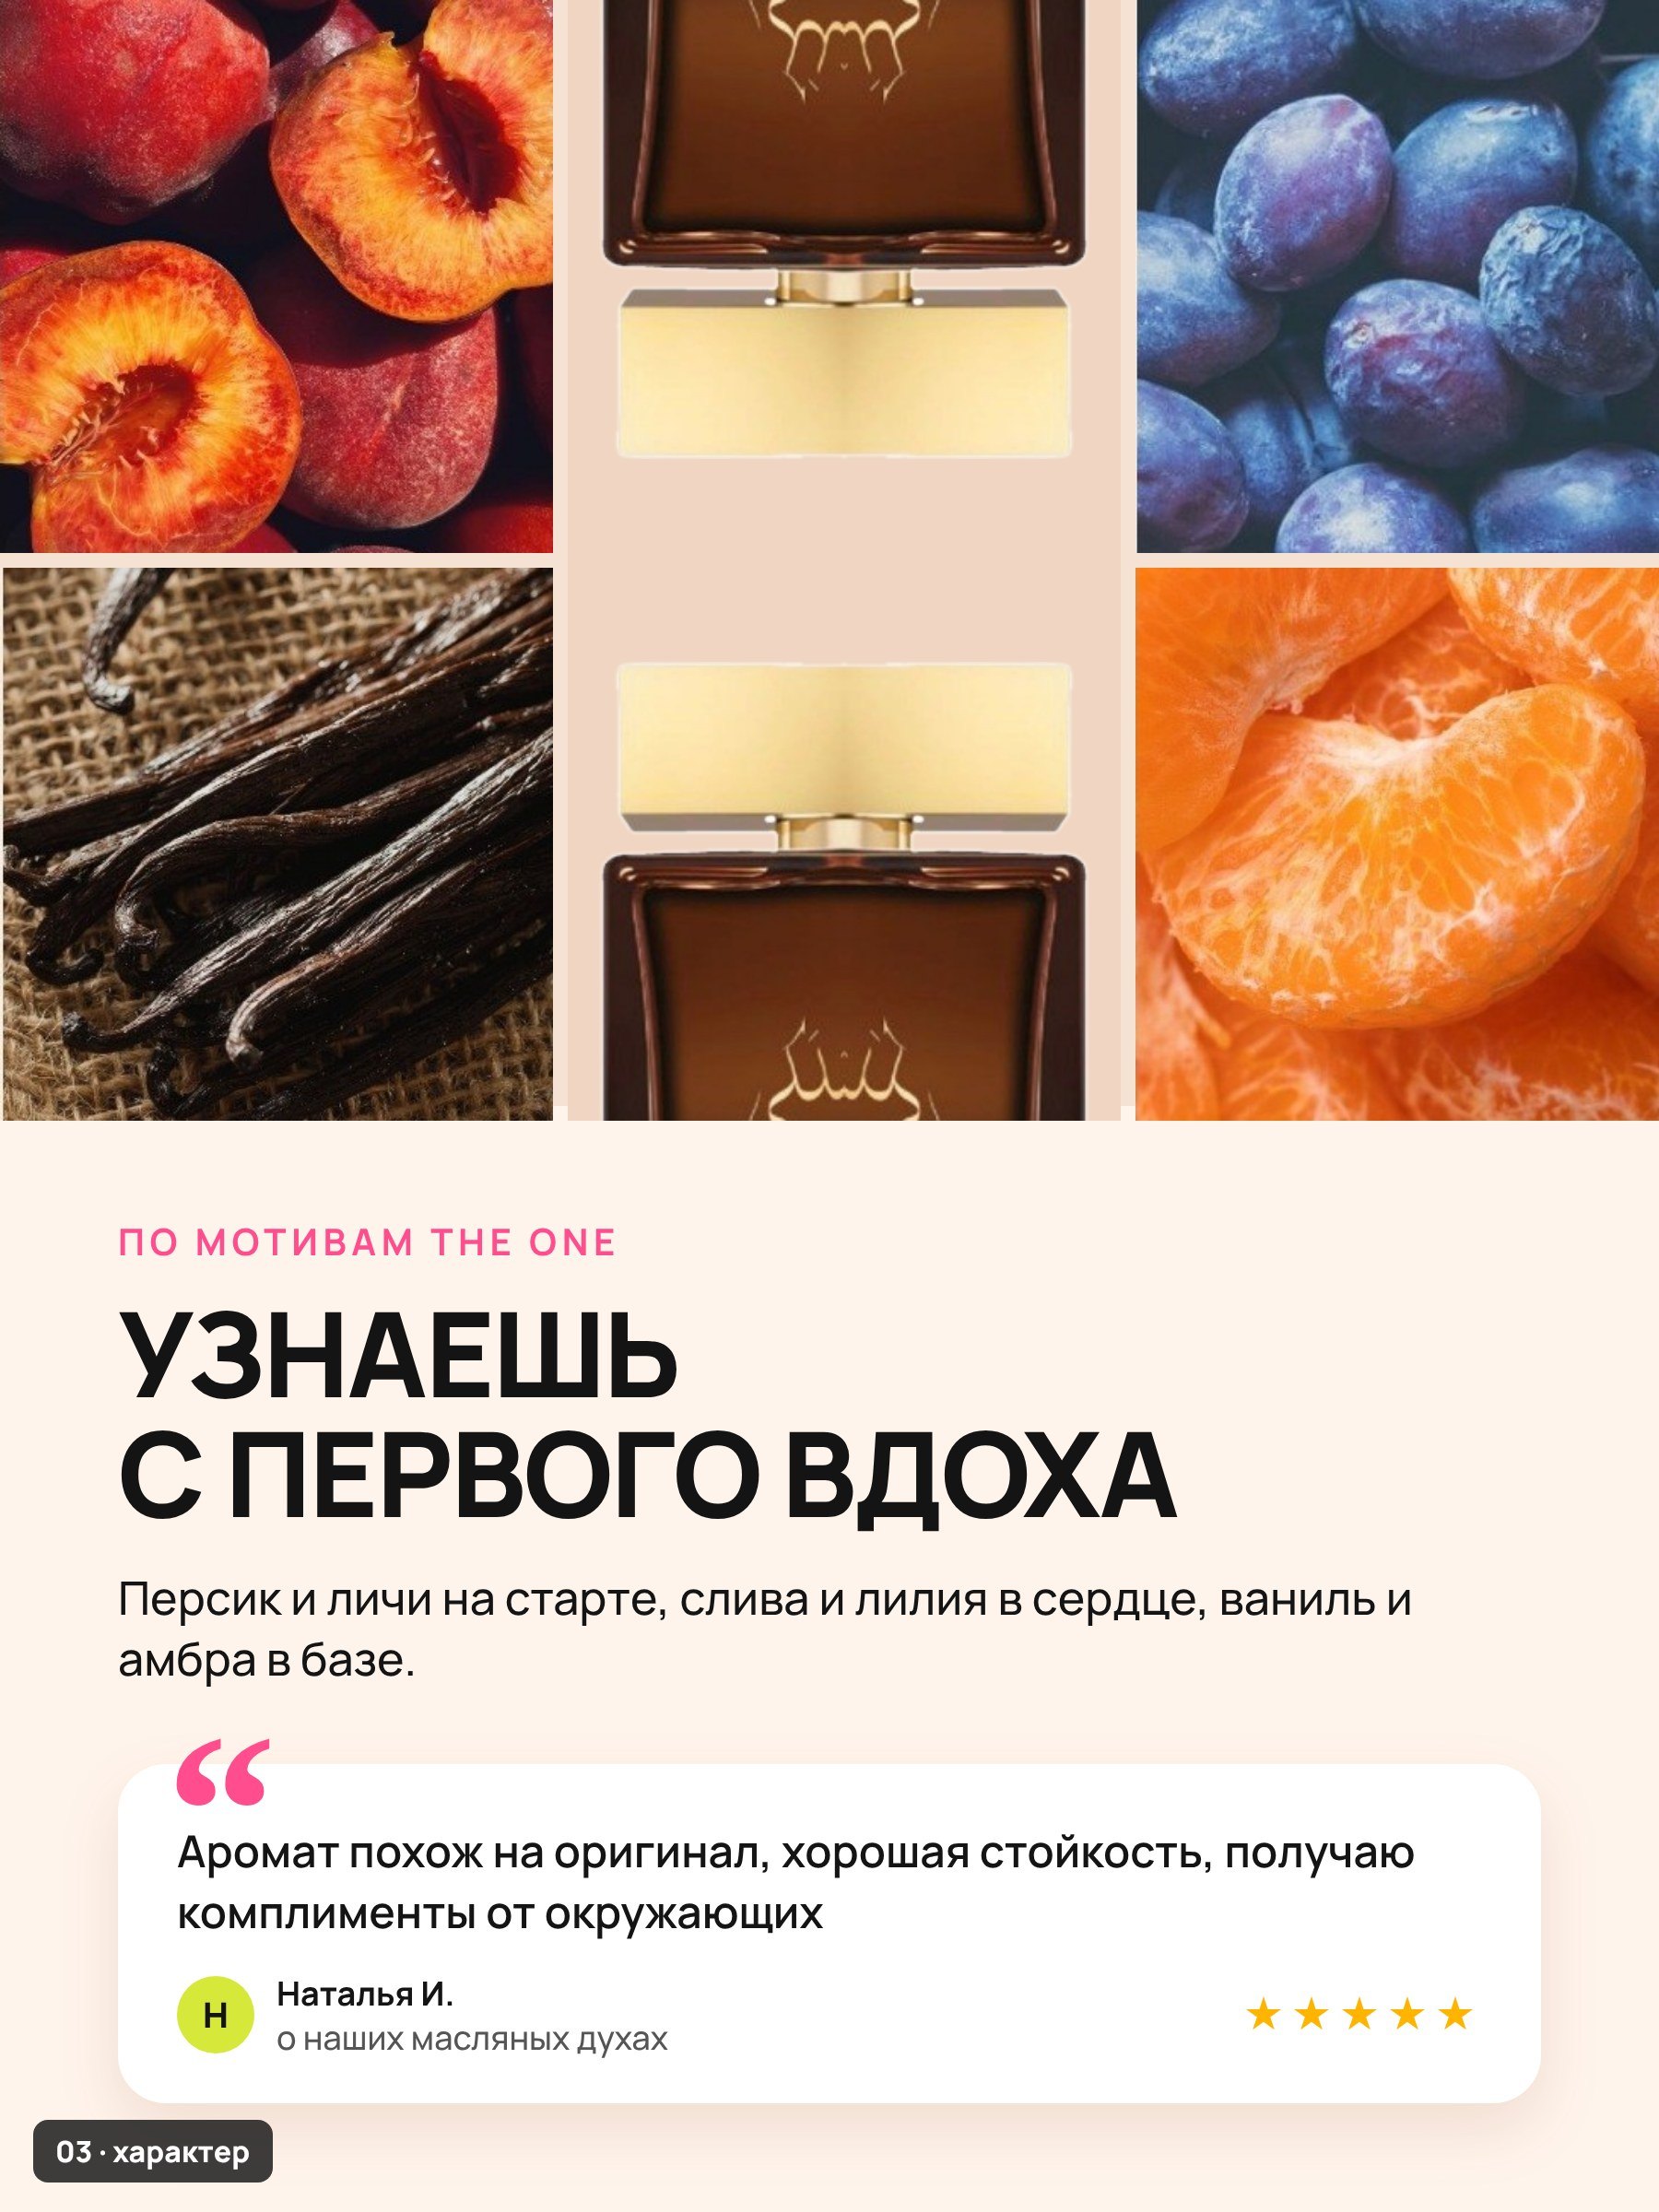 ПО МОТИВАМ THE ONE
УЗНАЕШЬ
С ПЕРВОГО ВДОХА
Персик и личи на старте, слива и лилия в сердце, ваниль и
амбра в базе.
“
Аромат похож на оригинал, хорошая стойкость, получаю
комплименты от окружающих
Н
Наталья И.
о наших масляных духах
★★★★★
03 · характер